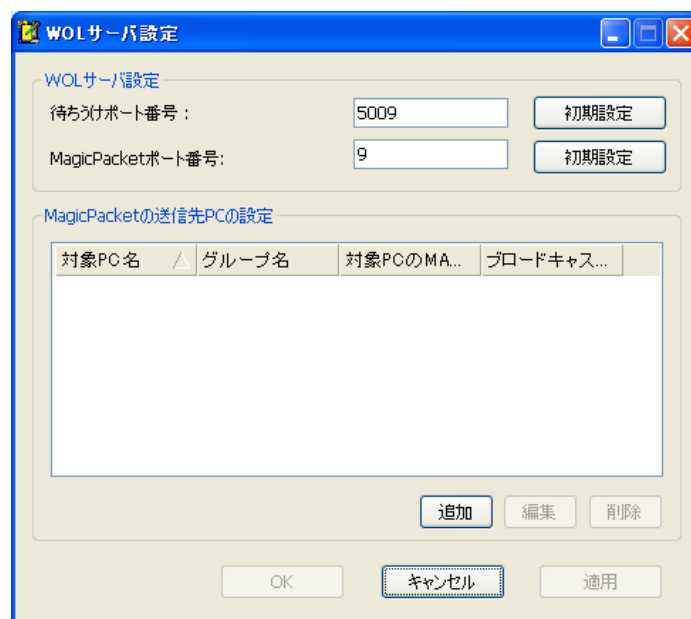 WOLサーバ設定
WOLサーバ設定
待ちうけポート番号：
5009
初期設定
MagicPacketポート番号:
9
初期設定
MagicPacketの送信先PCの設定
対象PC名
グループ名
対象PCのMA...
ブロードキャス...
追加
編集
削除
OK
キャンセル
適用